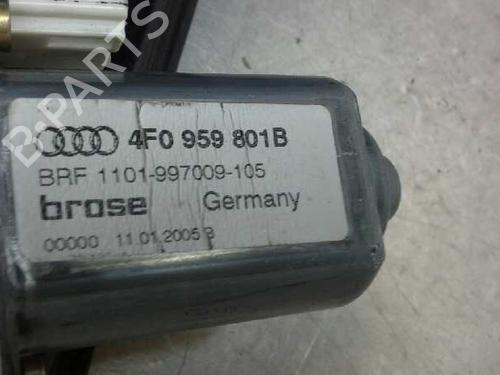 B-PARTS
4F0 959 801B
BRF 1101-997009-105
brose Germany
00000 11.01.2005